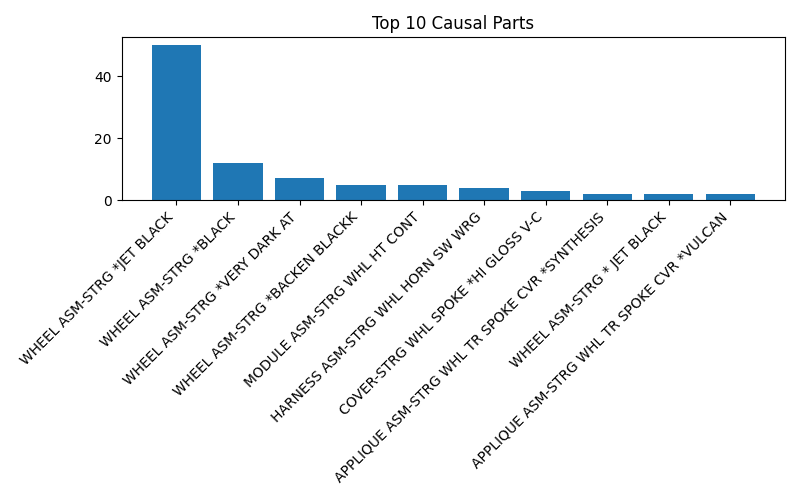 Top 10 Causal Parts
40
20
0
WHEEL ASM-STRG *JET BLACK
WHEEL ASM-STRG *BLACK
WHEEL ASM-STRG *VERY DARK AT
WHEEL ASM-STRG *BACKEN BLACKK
MODULE ASM-STRG WHL HT CONT
HARNESS ASM-STRG WHL HORN SW WRG
COVER-STRG WHL SPOKE *HI GLOSS V-C
APPLIQUE ASM-STRG WHL TR SPOKE CVR *SYNTHESIS
WHEEL ASM-STRG * JET BLACK
APPLIQUE ASM-STRG WHL TR SPOKE CVR *VULCAN